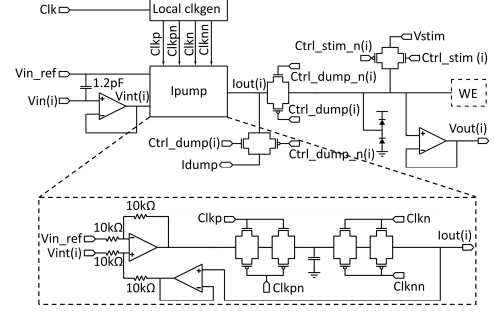 Clk
Local clkgen
Clkp
Clkpn
Clkn
Clknn
Vstim
Ctrl_stim_n(i)
Ctrl_stim (i)
Vin_ref
1.2pF
Vin(i)
Vint(i)
Ipump
Iout(i)
Ctrl_dump_n(i)
Ctrl_dump(i)
WE
Vout(i)
Ctrl_dump(i)
Idump
Ctrl_dump_n(i)
10kΩ
10kΩ
Vin_ref
Vint(i)
10kΩ
10kΩ
Clkp
Clkpn
Clkn
Clknn
Iout(i)